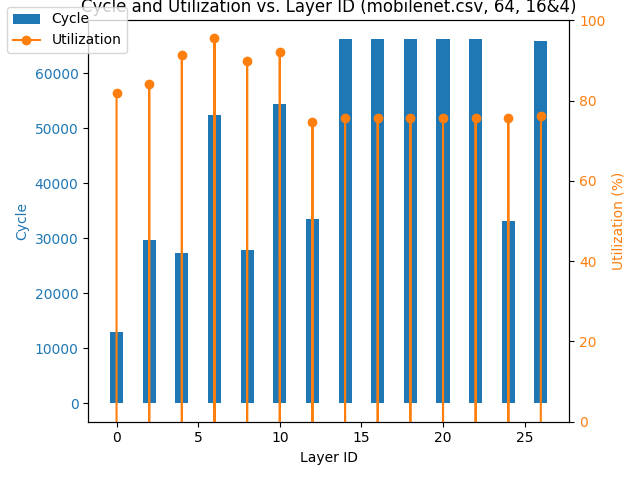 Cycle and Utilization vs. Layer ID (mobilenet.csv, 64, 16&4)
Cycle
Utilization
100
80
60
40
20
0
60000
50000
40000
30000
20000
10000
0
Cycle
Utilization (%)
0 5 10 15 20 25
Layer ID